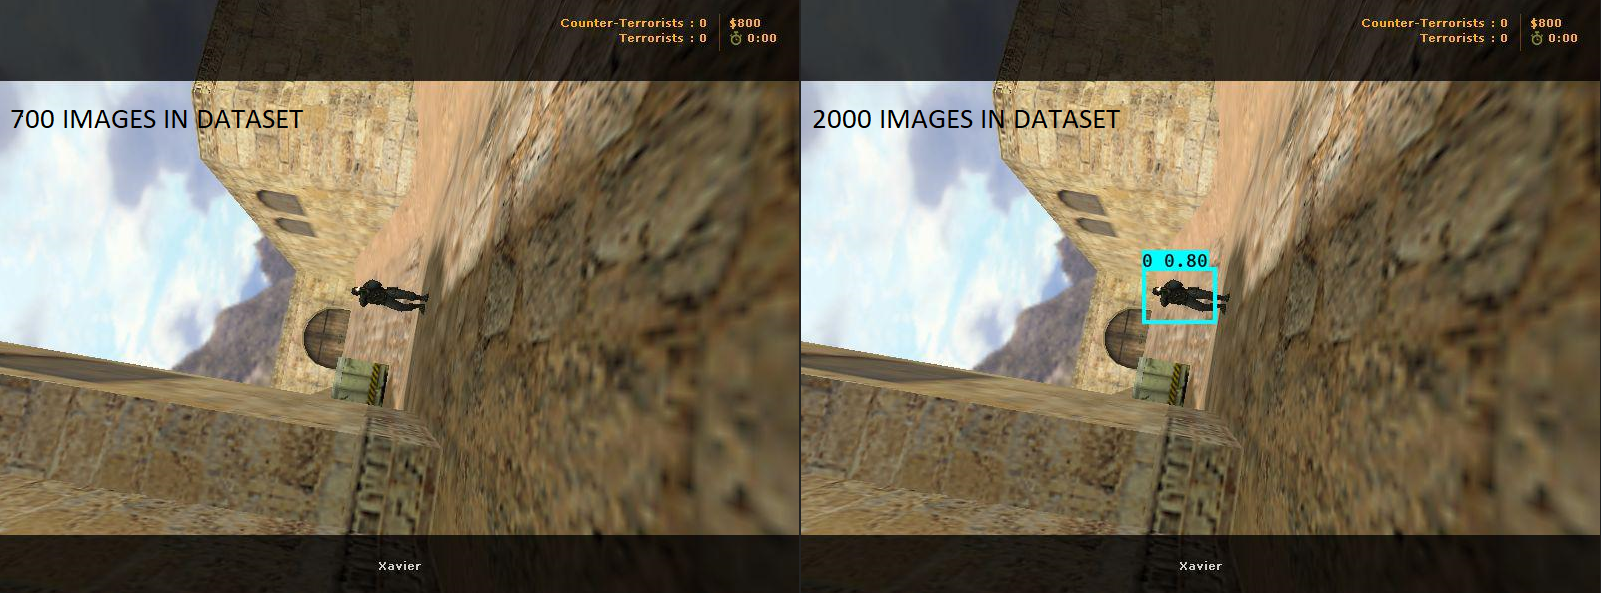 Counter-Terrorists : 0 $800
Terrorists : 0 0:00
700 IMAGES IN DATASET
Xavier
Counter-Terrorists : 0 $800
Terrorists : 0 0:00
2000 IMAGES IN DATASET
0 0.80
Xavier